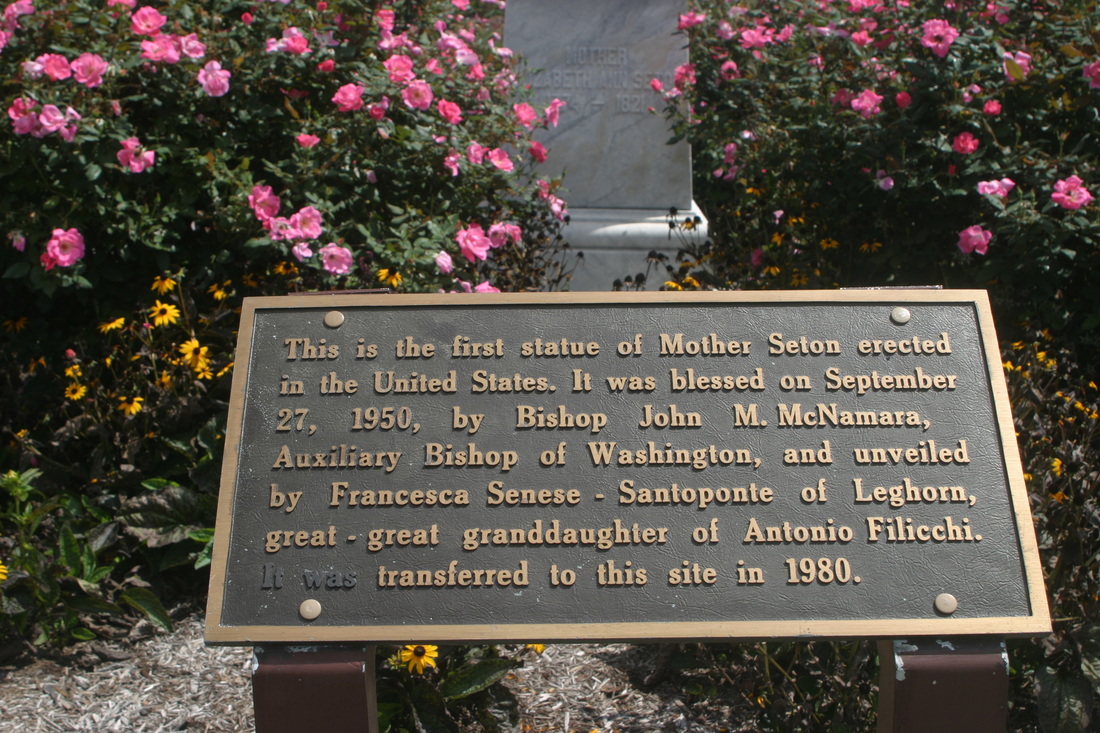 MOTHER
1821
This is the first statue of Mother Seton erected
in the United States. It was blessed on September
27, 1950, by Bishop John M. McNamara,
Auxiliary Bishop of Washington, and unveiled
by Francesca Senese - Santoponte of Leghorn,
great - great granddaughter of Antonio Filicchi.
It was transferred to this site in 1980.